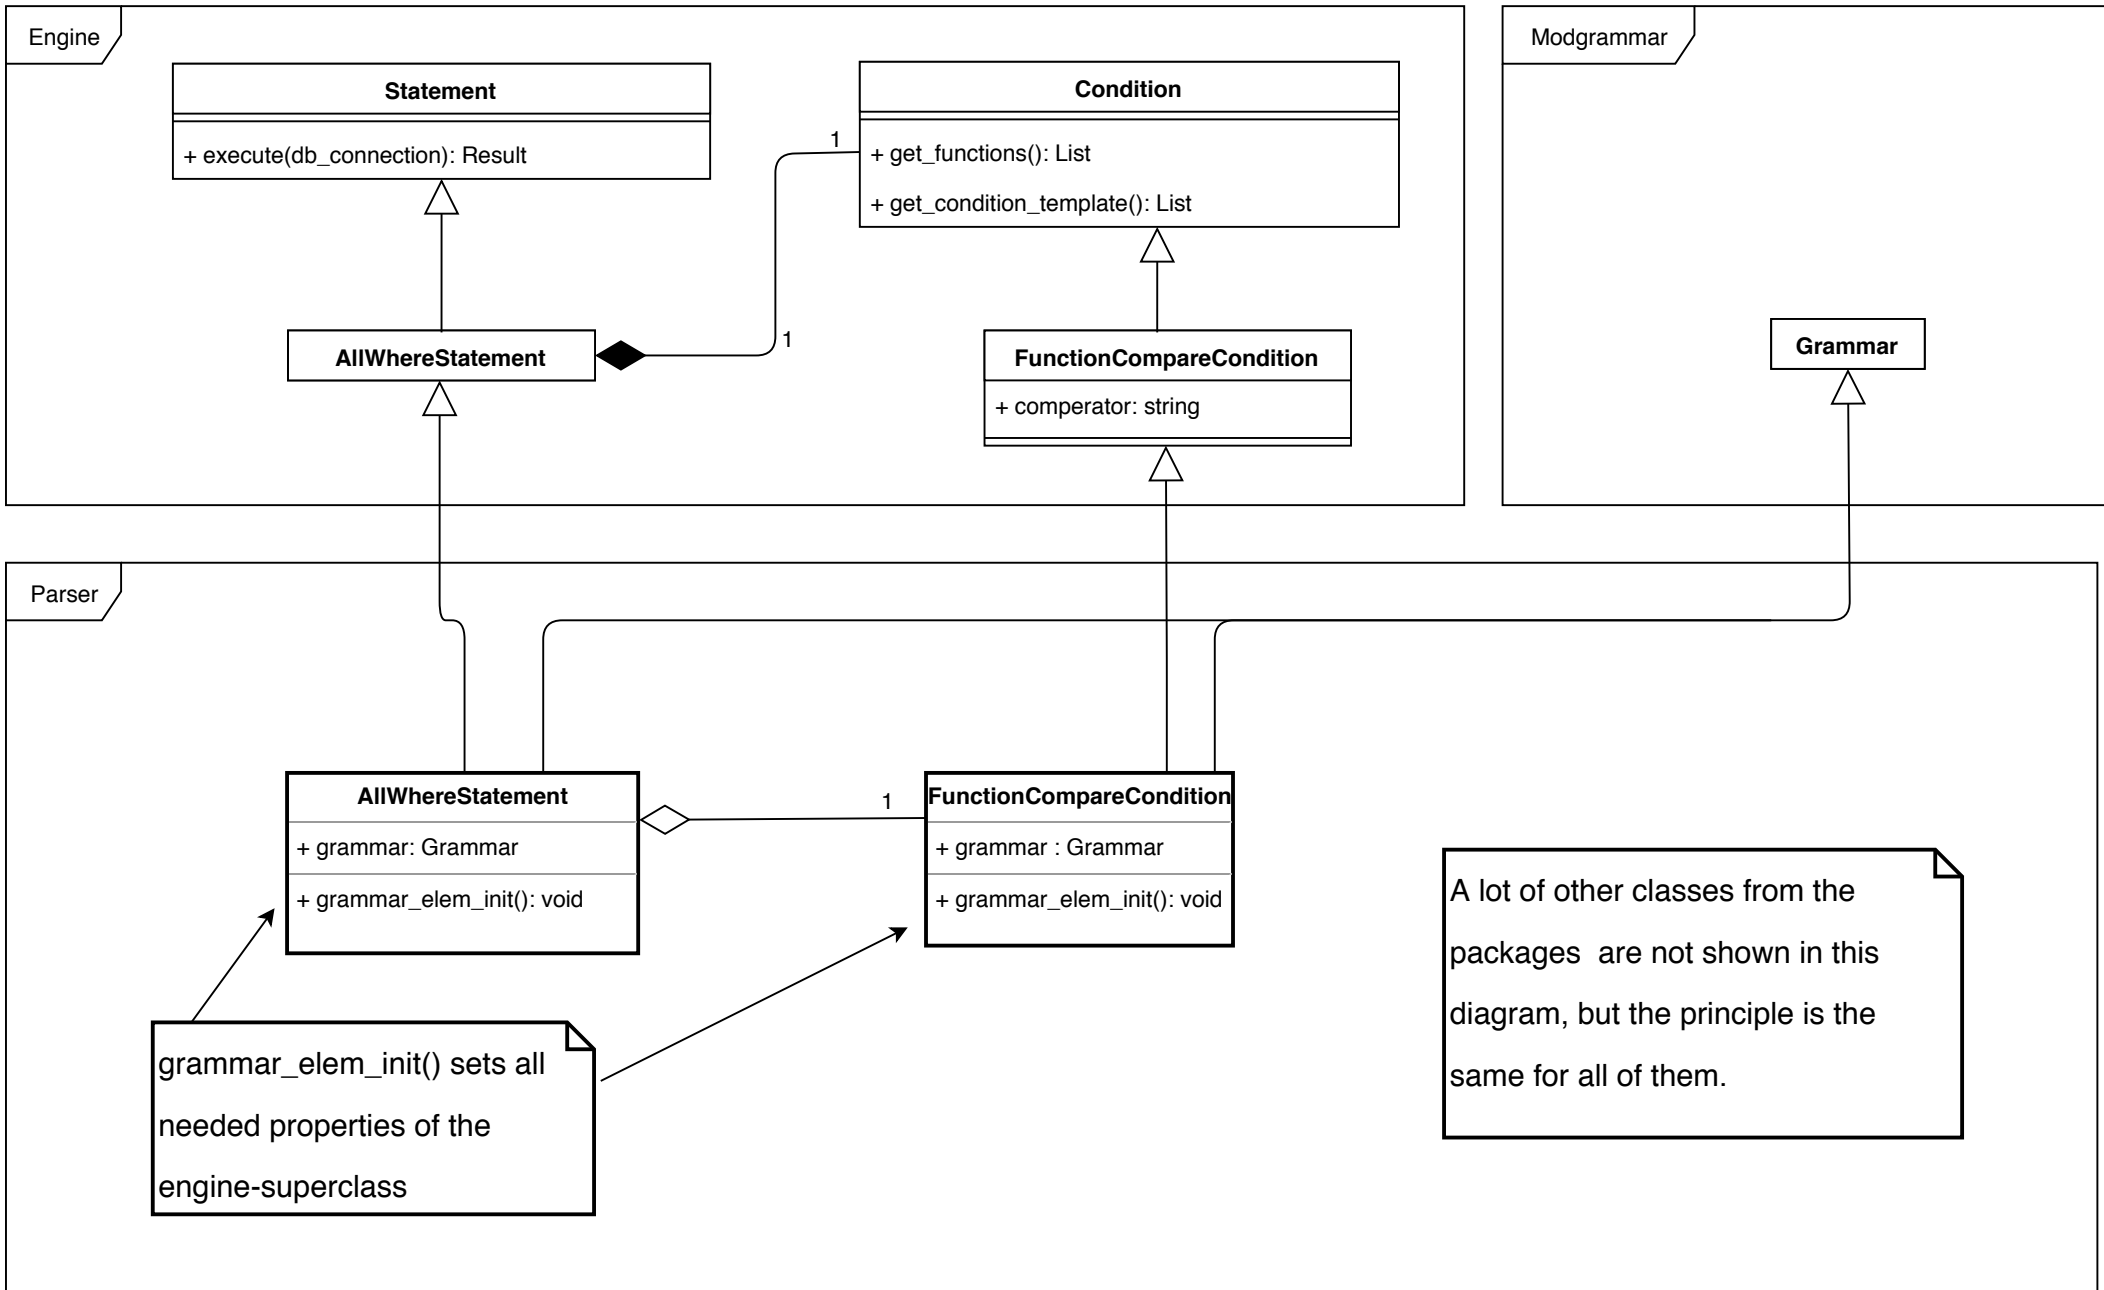 Engine
Modgrammar
Statement
+ execute(db_connection): Result
Condition
+ get_functions(): List
+ get_condition_template(): List
1
1
AllWhereStatement
FunctionCompareCondition
+ comperator: string
Grammar
Parser
AllWhereStatement
+ grammar: Grammar
+ grammar_elem_init(): void
1
FunctionCompareCondition
+ grammar : Grammar
+ grammar_elem_init(): void
A lot of other classes from the
packages  are not shown in this
diagram, but the principle is the
same for all of them.
grammar_elem_init() sets all
needed properties of the
engine-superclass